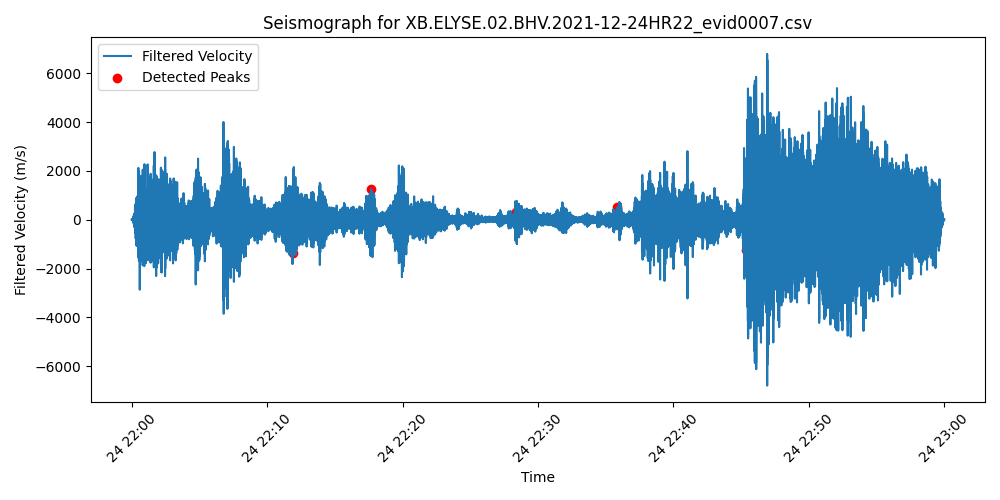 Seismograph for XB.ELYSE.02.BHV.2021-12-24HR22_evid0007.csv
Filtered Velocity
Detected Peaks
Filtered Velocity (m/s)
6000
4000
2000
0
−2000
−4000
−6000
24 22:00
24 22:10
24 22:20
24 22:30
24 22:40
24 22:50
24 23:00
Time